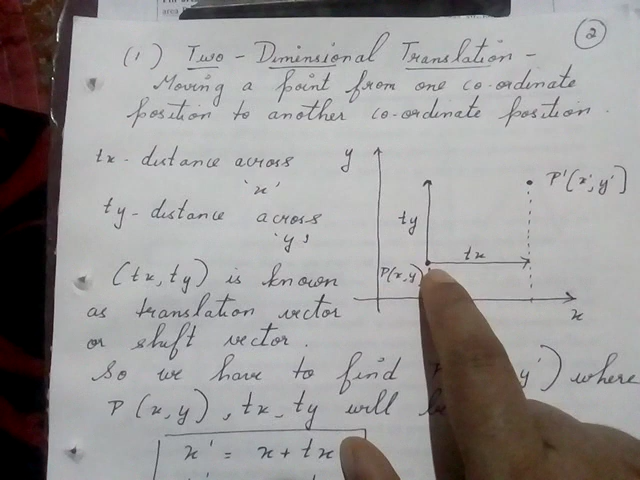 (2)
(1) Two-Dimensional Translation -
Moving a point from one co-ordinate
position to another co-ordinate position.
tx - distance across
'x'
ty - distance across
'y'
(tx, ty) is known
as translation vector
or shift vector.
y
P'(x', y')
ty
tx
P(x, y)
x
So we have to find y') where
P(x, y), tx, ty will
x' = x + tx